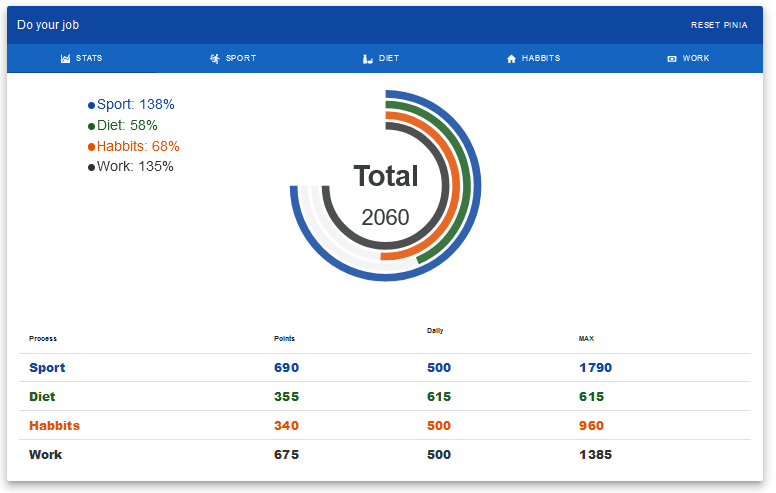 Do your job RESET PINIA
STATS SPORT DIET HABBITS WORK
Sport: 138%
Diet: 58%
Habbits: 68%
Work: 135%
Total
2060
Process Points Daily MAX
Sport 690 500 1790
Diet 355 615 615
Habbits 340 500 960
Work 675 500 1385